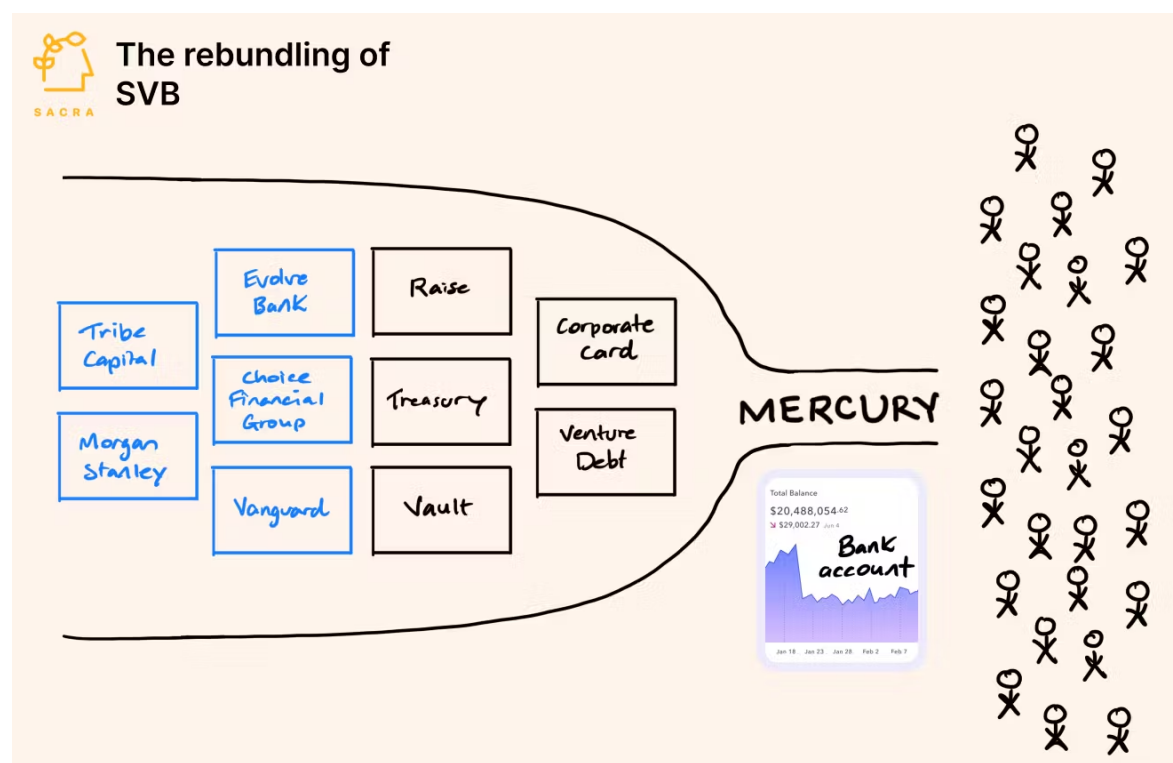 The rebundling of
SVB
SACRA
Tribe
Capital
Morgan
Stanley
Evolve
Bank
Choice
Financial
Group
Vanguard
Raise
Treasury
Vault
Corporate
Card
Venture
Debt
MERCURY
Total Balance
$20,488,054.62
↘ $29,002.27 Jun 4
Bank
account
Jan 18 Jan 23 Jan 28 Feb 2 Feb 7